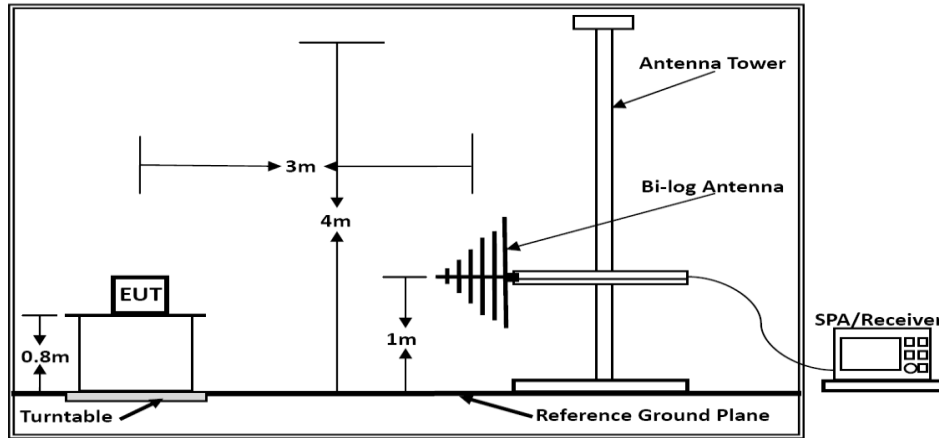 Antenna Tower
3m
Bi-log Antenna
4m
EUT
SPA/Receiver
1m
0.8m
Turntable
Reference Ground Plane